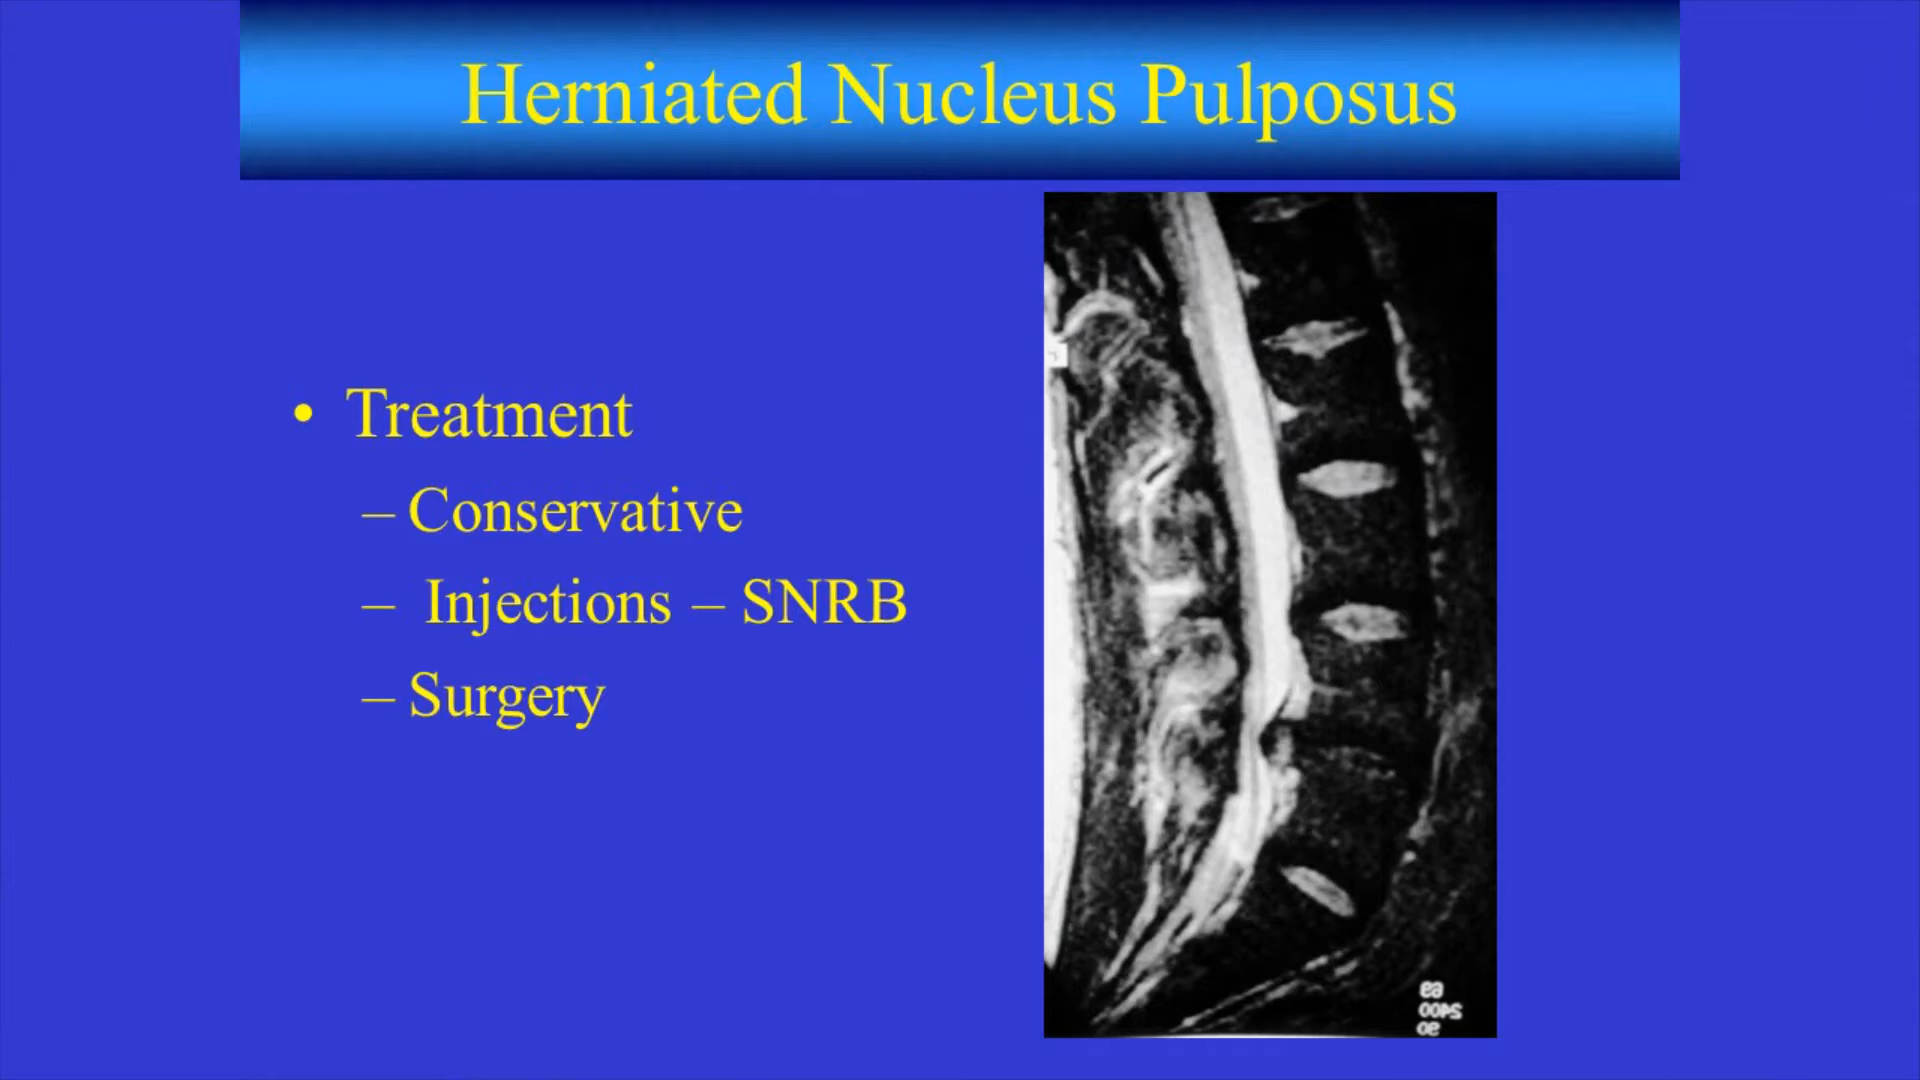 Herniated Nucleus Pulposus
• Treatment
– Conservative
– Injections – SNRB
– Surgery